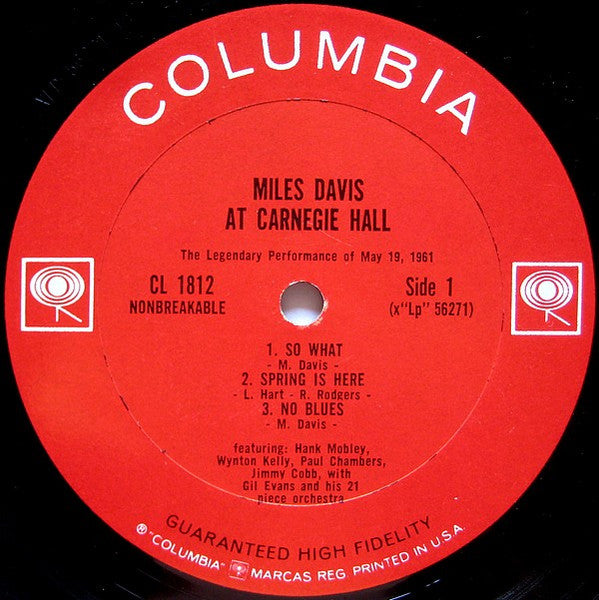 COLUMBIA
MILES DAVIS
AT CARNEGIE HALL
The Legendary Performance of May 19, 1961
CL 1812
NONBREAKABLE
Side 1
(x"Lp" 56271)
1. SO WHAT
- M. Davis -
2. SPRING IS HERE
- L. Hart - R. Rodgers -
3. NO BLUES
- M. Davis -
featuring: Hank Mobley,
Wynton Kelly, Paul Chambers,
Jimmy Cobb, with
Gil Evans and his 21
piece orchestra
GUARANTEED HIGH FIDELITY
® "COLUMBIA" MARCAS REG. PRINTED IN U.S.A.